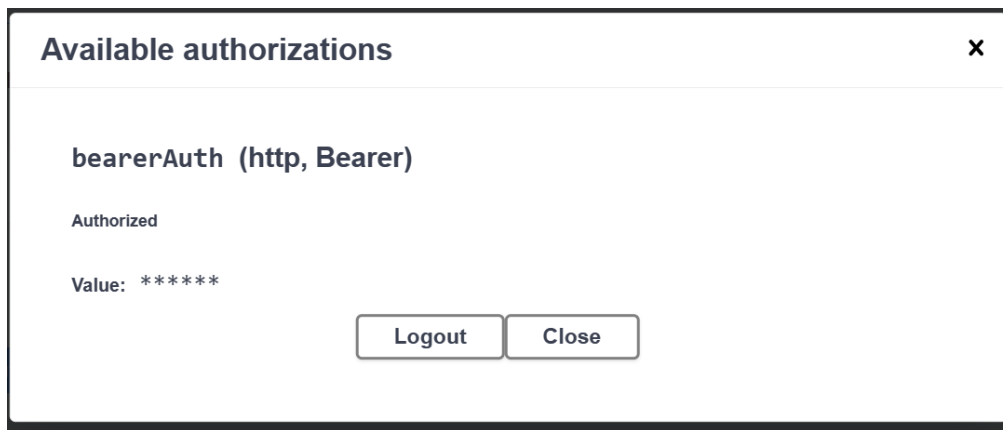 Available authorizations ×
bearerAuth (http, Bearer)
Authorized
Value: ******
Logout Close